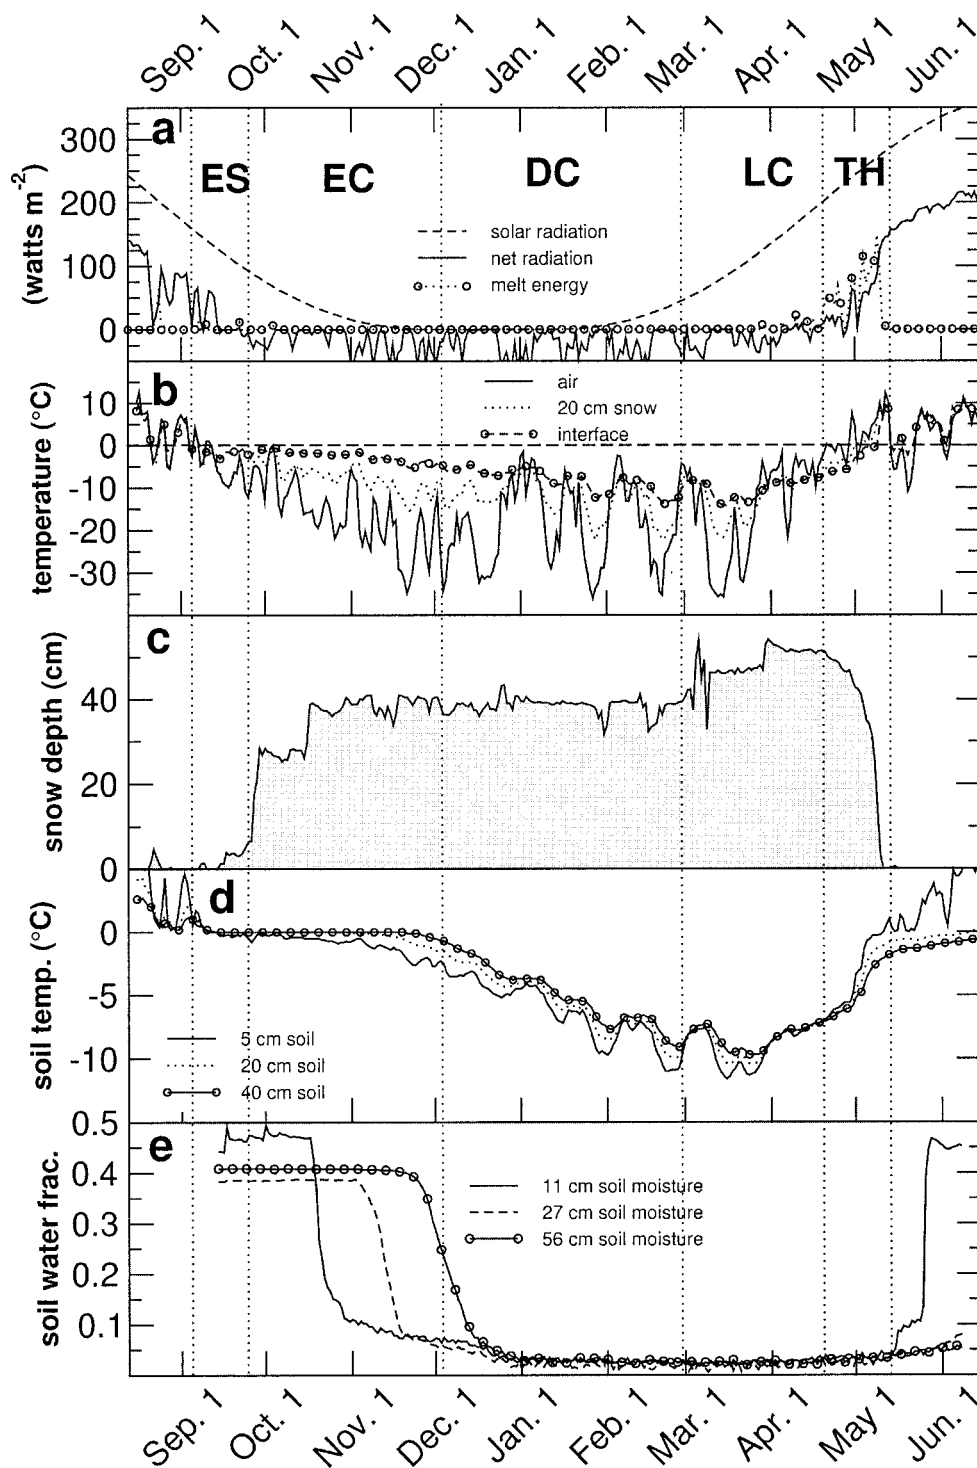 Sep. 1 Oct. 1 Nov. 1 Dec. 1 Jan. 1 Feb. 1 Mar. 1 Apr. 1 May 1 Jun. 1
a
ES EC DC LC TH
(watts m-2)
300
200
100
0
solar radiation
net radiation
melt energy
b
temperature (°C)
10
0
-10
-20
-30
air
20 cm snow
interface
c
snow depth (cm)
40
20
0
d
soil temp. (°C)
0
-5
-10
5 cm soil
20 cm soil
40 cm soil
e
soil water frac.
0.5
0.4
0.3
0.2
0.1
11 cm soil moisture
27 cm soil moisture
56 cm soil moisture
Sep. 1 Oct. 1 Nov. 1 Dec. 1 Jan. 1 Feb. 1 Mar. 1 Apr. 1 May 1 Jun. 1